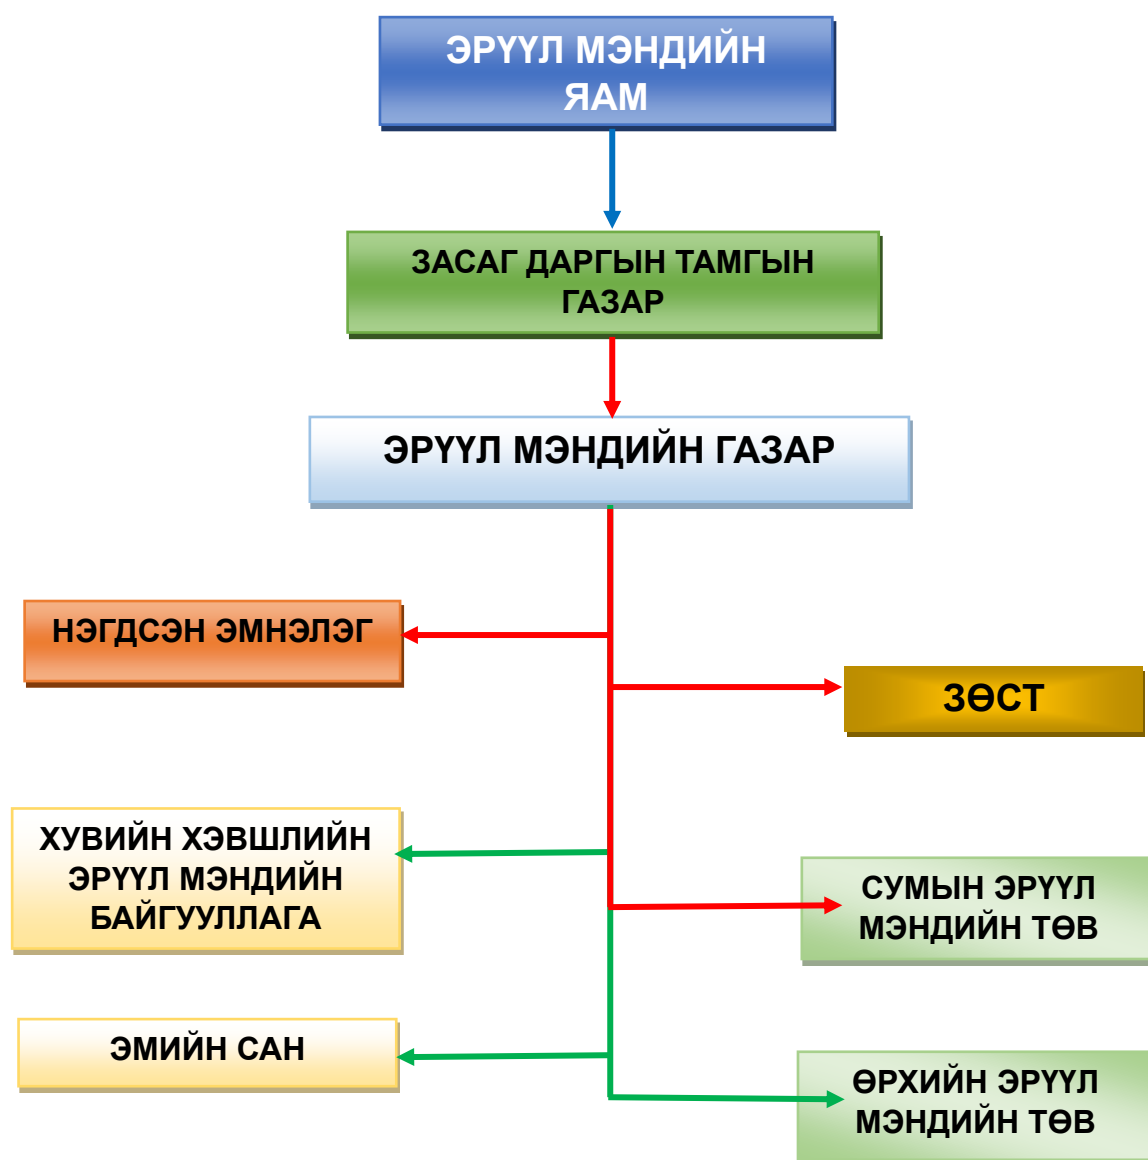 ЭРҮҮЛ МЭНДИЙН
ЯАМ
ЗАСАГ ДАРГЫН ТАМГЫН
ГАЗАР
ЭРҮҮЛ МЭНДИЙН ГАЗАР
НЭГДСЭН ЭМНЭЛЭГ
ЗӨСТ
ХУВИЙН ХЭВШЛИЙН
ЭРҮҮЛ МЭНДИЙН
БАЙГУУЛЛАГА
СУМЫН ЭРҮҮЛ
МЭНДИЙН ТӨВ
ЭМИЙН САН
ӨРХИЙН ЭРҮҮЛ
МЭНДИЙН ТӨВ